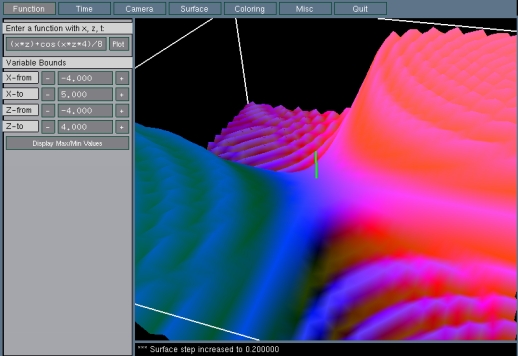 Function Time Camera Surface Coloring Misc Quit
Enter a function with x, z, t:
(x*z)+cos(x*z*4)/8 Plot
Variable Bounds
X-from - -4.000 +
X-to - 5.000 +
Z-from - -4.000 +
Z-to - 4.000 +
Display Max/Min Values
*** Surface step increased to 0.200000